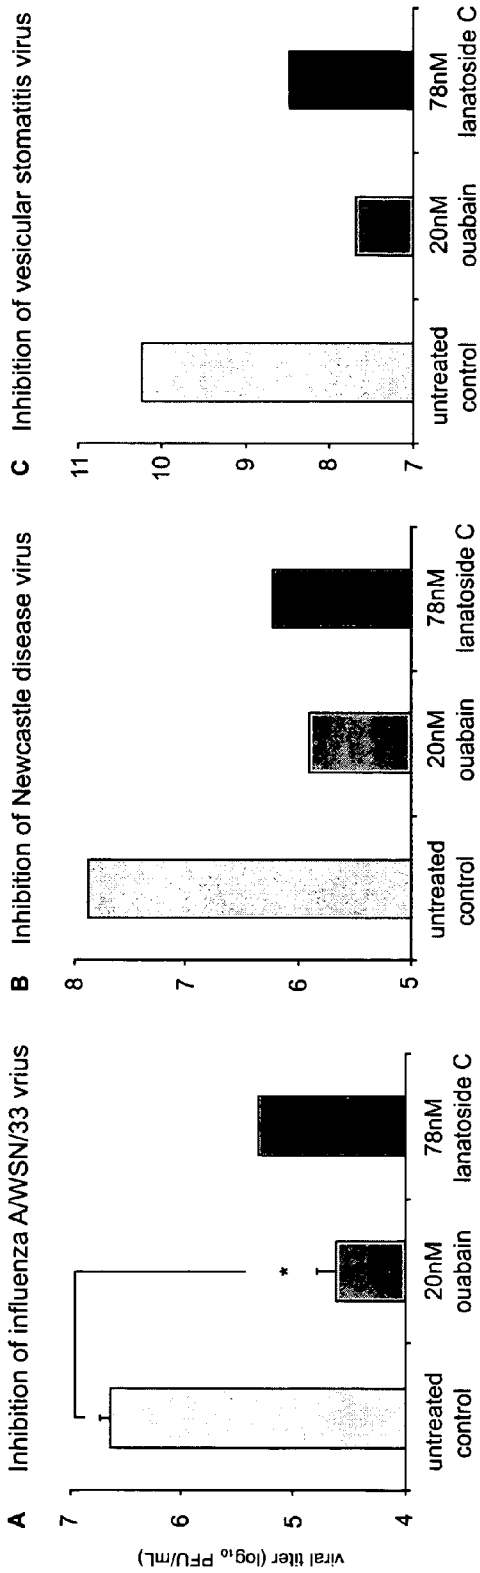 A Inhibition of influenza A/WSN/33 vrius
viral titer (log10 PFU/mL)
7
6
5
4
*
untreated control
20nM ouabain
78nM lanatoside C
B Inhibition of Newcastle disease virus
8
7
6
5
untreated control
20nM ouabain
78nM lanatoside C
C Inhibition of vesicular stomatitis virus
11
10
9
8
7
untreated control
20nM ouabain
78nM lanatoside C